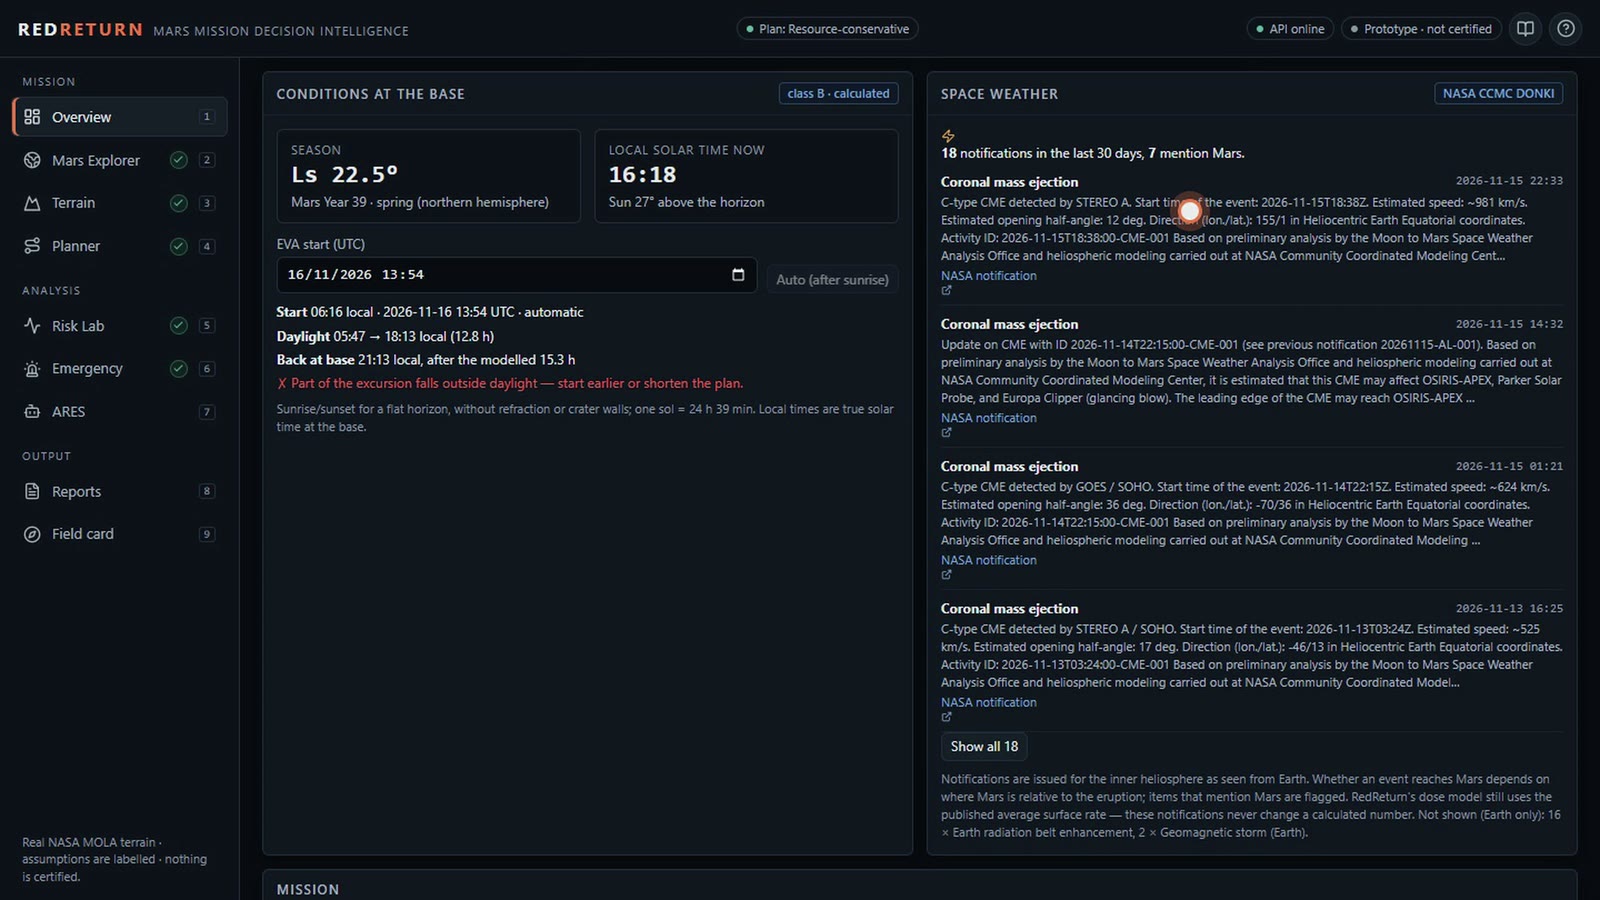 REDRETURN MARS MISSION DECISION INTELLIGENCE
Plan: Resource-conservative
API online
Prototype · not certified
MISSION
Overview 1
Mars Explorer 2
Terrain 3
Planner 4
ANALYSIS
Risk Lab 5
Emergency 6
ARES 7
OUTPUT
Reports 8
Field card 9
Real NASA MOLA terrain ·
assumptions are labelled · nothing
is certified.
CONDITIONS AT THE BASE
class B · calculated
SEASON
Ls 22.5°
Mars Year 39 · spring (northern hemisphere)
LOCAL SOLAR TIME NOW
16:18
Sun 27° above the horizon
EVA start (UTC)
16/11/2026 13:54
Auto (after sunrise)
Start 06:16 local · 2026-11-16 13:54 UTC · automatic
Daylight 05:47 → 18:13 local (12.8 h)
Back at base 21:13 local, after the modelled 15.3 h
✗ Part of the excursion falls outside daylight — start earlier or shorten the plan.
Sunrise/sunset for a flat horizon, without refraction or crater walls; one sol = 24 h 39 min. Local times are true solar
time at the base.
SPACE WEATHER
NASA CCMC DONKI
18 notifications in the last 30 days, 7 mention Mars.
Coronal mass ejection 2026-11-15 22:33
C-type CME detected by STEREO A. Start time of the event: 2026-11-15T18:38Z. Estimated speed: ~981 km/s.
Estimated opening half-angle: 12 deg. Direction (lon./lat.): 155/1 in Heliocentric Earth Equatorial coordinates.
Activity ID: 2026-11-15T18:38:00-CME-001 Based on preliminary analysis by the Moon to Mars Space Weather
Analysis Office and heliospheric modeling carried out at NASA Community Coordinated Modeling Cent...
NASA notification
Coronal mass ejection 2026-11-15 14:32
Update on CME with ID 2026-11-14T22:15:00-CME-001 (see previous notification 20261115-AL-001). Based on
preliminary analysis by the Moon to Mars Space Weather Analysis Office and heliospheric modeling carried out at
NASA Community Coordinated Modeling Center, it is estimated that this CME may affect OSIRIS-APEX, Parker Solar
Probe, and Europa Clipper (glancing blow). The leading edge of the CME may reach OSIRIS-APEX ...
NASA notification
Coronal mass ejection 2026-11-15 01:21
C-type CME detected by GOES / SOHO. Start time of the event: 2026-11-14T22:15Z. Estimated speed: ~624 km/s.
Estimated opening half-angle: 36 deg. Direction (lon./lat.): -70/36 in Heliocentric Earth Equatorial coordinates.
Activity ID: 2026-11-14T22:15:00-CME-001 Based on preliminary analysis by the Moon to Mars Space Weather
Analysis Office and heliospheric modeling carried out at NASA Community Coordinated Modeling ...
NASA notification
Coronal mass ejection 2026-11-13 16:25
C-type CME detected by STEREO A / SOHO. Start time of the event: 2026-11-13T03:24Z. Estimated speed: ~525
km/s. Estimated opening half-angle: 17 deg. Direction (lon./lat.): -46/13 in Heliocentric Earth Equatorial coordinates.
Activity ID: 2026-11-13T03:24:00-CME-001 Based on preliminary analysis by the Moon to Mars Space Weather
Analysis Office and heliospheric modeling carried out at NASA Community Coordinated Model...
NASA notification
Show all 18
Notifications are issued for the inner heliosphere as seen from Earth. Whether an event reaches Mars depends on
where Mars is relative to the eruption; items that mention Mars are flagged. RedReturn's dose model still uses the
published average surface rate — these notifications never change a calculated number. Not shown (Earth only): 16
× Earth radiation belt enhancement, 2 × Geomagnetic storm (Earth).
MISSION